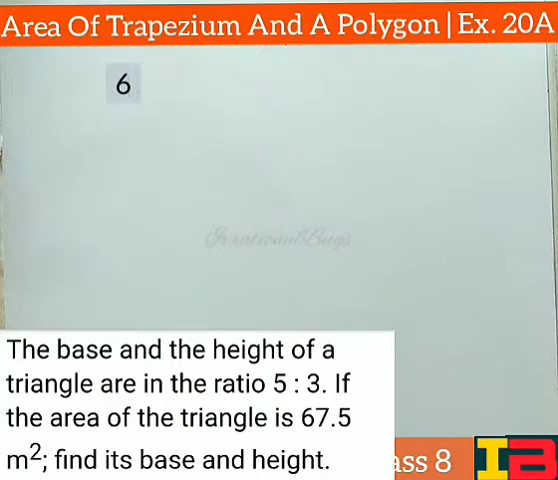 Area Of Trapezium And A Polygon | Ex. 20A
6
IrrationalBugs
The base and the height of a
triangle are in the ratio 5 : 3. If
the area of the triangle is 67.5
m²; find its base and height.
ass 8
IB